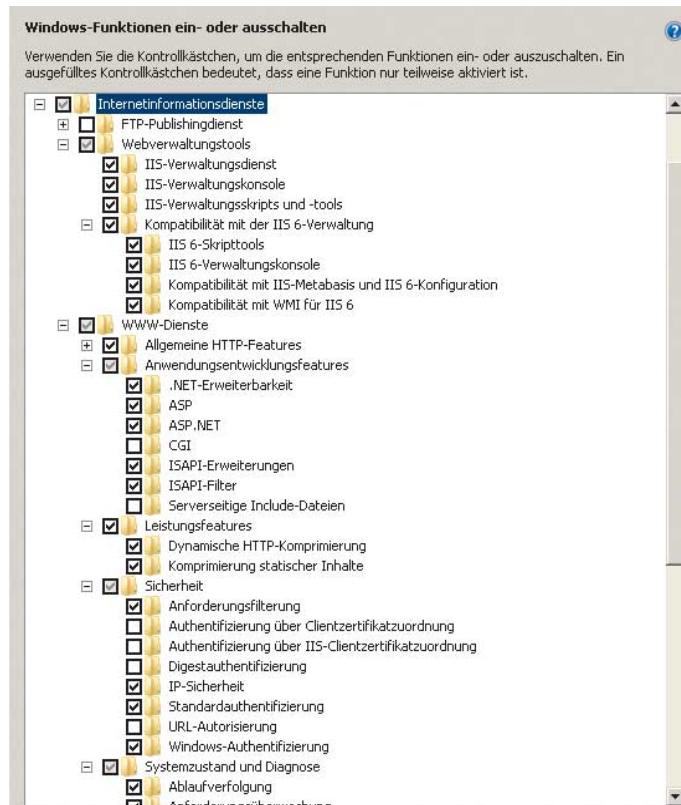 Windows-Funktionen ein- oder ausschalten
Verwenden Sie die Kontrollkästchen, um die entsprechenden Funktionen ein- oder auszuschalten. Ein
ausgefülltes Kontrollkästchen bedeutet, dass eine Funktion nur teilweise aktiviert ist.
Internetinformationsdienste
FTP-Publishingdienst
Webverwaltungstools
IIS-Verwaltungsdienst
IIS-Verwaltungskonsole
IIS-Verwaltungsskripts und -tools
Kompatibilität mit der IIS 6-Verwaltung
IIS 6-Skripttools
IIS 6-Verwaltungskonsole
Kompatibilität mit IIS-Metabasis und IIS 6-Konfiguration
Kompatibilität mit WMI für IIS 6
WWW-Dienste
Allgemeine HTTP-Features
Anwendungsentwicklungsfeatures
.NET-Erweiterbarkeit
ASP
ASP.NET
CGI
ISAPI-Erweiterungen
ISAPI-Filter
Serverseitige Include-Dateien
Leistungsfeatures
Dynamische HTTP-Komprimierung
Komprimierung statischer Inhalte
Sicherheit
Anforderungsfilterung
Authentifizierung über Clientzertifikatzuordnung
Authentifizierung über IIS-Clientzertifikatzuordnung
Digestauthentifizierung
IP-Sicherheit
Standardauthentifizierung
URL-Autorisierung
Windows-Authentifizierung
Systemzustand und Diagnose
Ablaufverfolgung